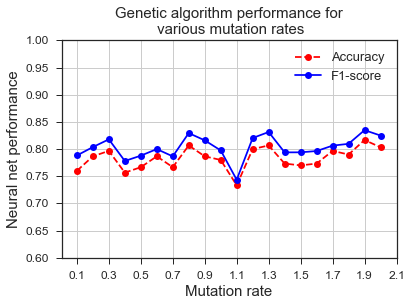 Genetic algorithm performance for
various mutation rates
1.00
0.95
0.90
0.85
0.80
0.75
0.70
0.65
0.60
Neural net performance
Accuracy
F1-score
0.1 0.3 0.5 0.7 0.9 1.1 1.3 1.5 1.7 1.9 2.1
Mutation rate